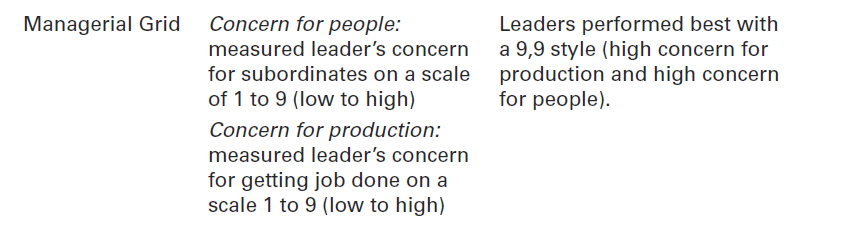 Managerial Grid
Concern for people:
measured leader’s concern
for subordinates on a scale
of 1 to 9 (low to high)
Concern for production:
measured leader’s concern
for getting job done on a
scale 1 to 9 (low to high)
Leaders performed best with
a 9,9 style (high concern for
production and high concern
for people).